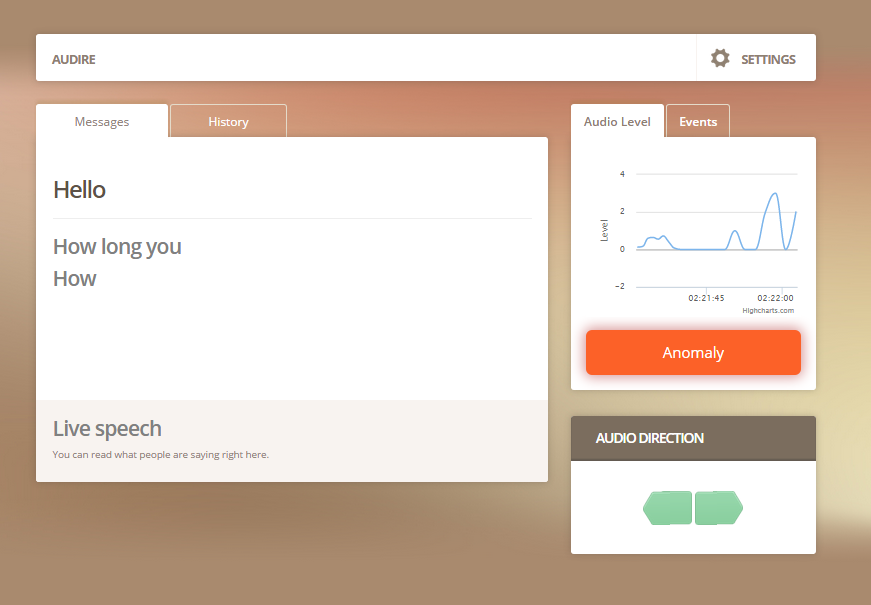 AUDIRE
SETTINGS
Messages
History
Hello
How long you
How
Live speech
You can read what people are saying right here.
Audio Level
Events
4
2
0
−2
Level
02:21:45
02:22:00
Highcharts.com
Anomaly
AUDIO DIRECTION